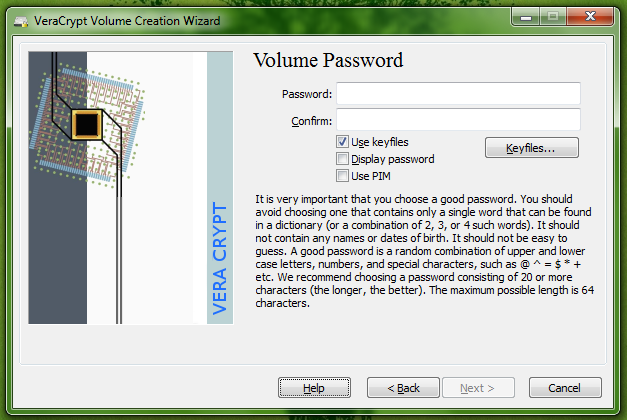 VeraCrypt Volume Creation Wizard
VERA CRYPT
Volume Password
Password:
Confirm:
Use keyfiles
Keyfiles...
Display password
Use PIM
It is very important that you choose a good password. You should
avoid choosing one that contains only a single word that can be found
in a dictionary (or a combination of 2, 3, or 4 such words). It should
not contain any names or dates of birth. It should not be easy to
guess. A good password is a random combination of upper and lower
case letters, numbers, and special characters, such as @ ^ = $ * +
etc. We recommend choosing a password consisting of 20 or more
characters (the longer, the better). The maximum possible length is 64
characters.
Help
< Back
Next >
Cancel